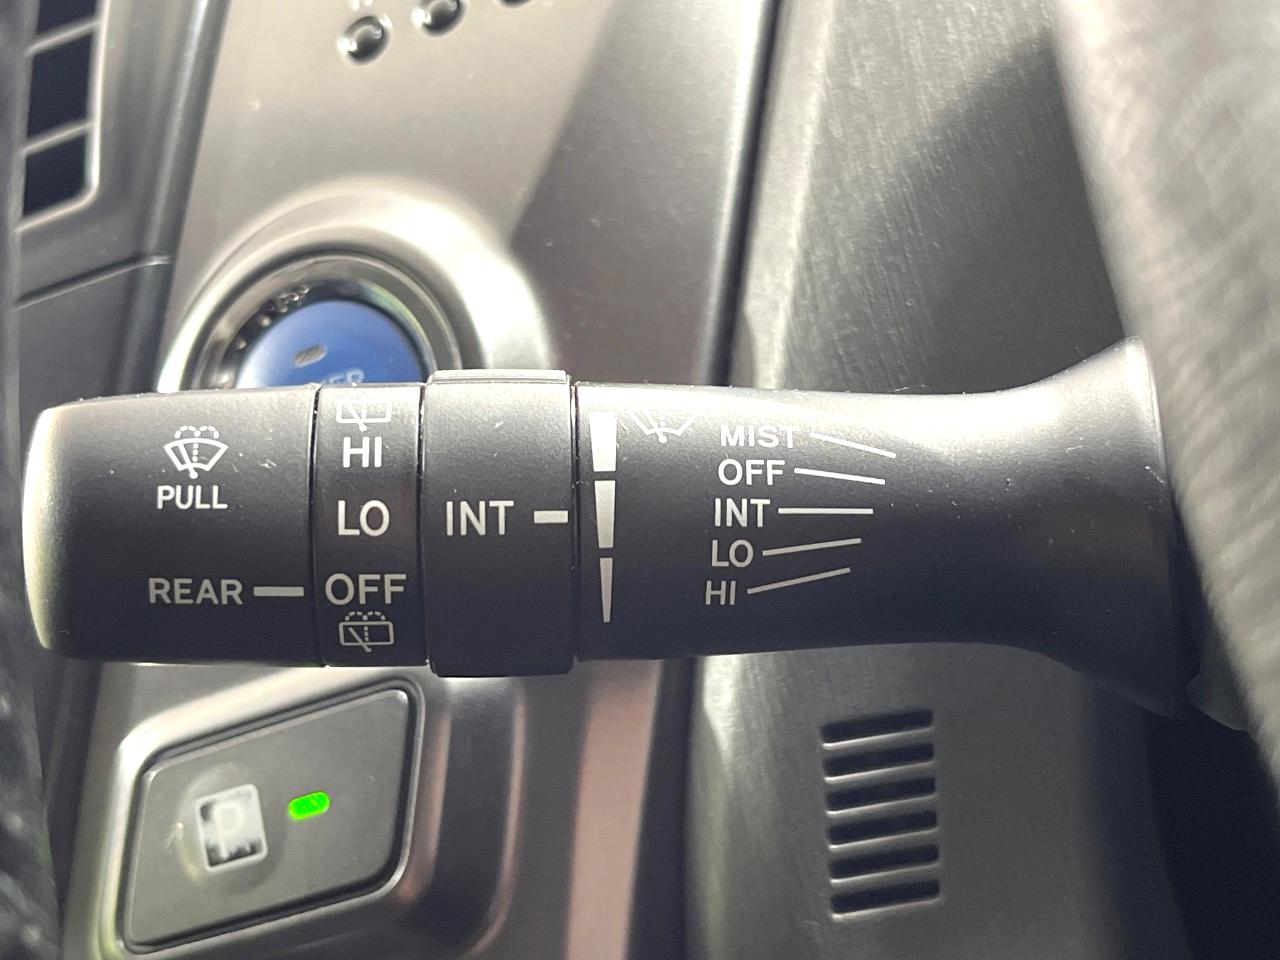 PULL
REAR
HI
LO
OFF
INT
MIST
OFF
INT
LO
HI
P